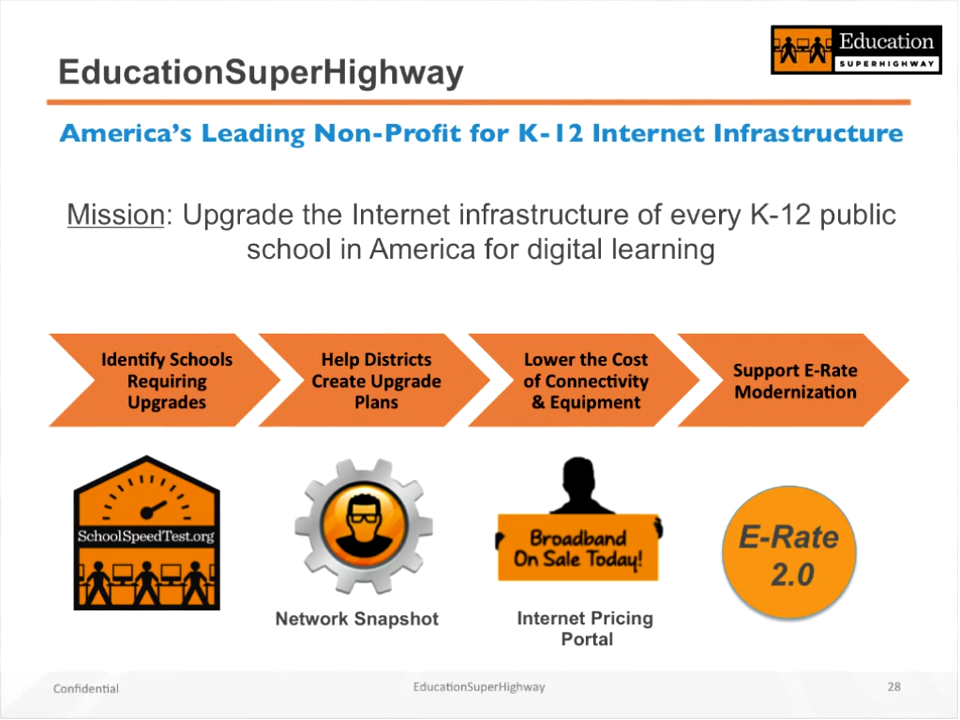 EducationSuperHighway
Education
SUPERHIGHWAY
America's Leading Non-Profit for K-12 Internet Infrastructure
Mission: Upgrade the Internet infrastructure of every K-12 public
school in America for digital learning
Identify Schools
Requiring
Upgrades
Help Districts
Create Upgrade
Plans
Lower the Cost
of Connectivity
& Equipment
Support E-Rate
Modernization
SchoolSpeedTest.org
Network Snapshot
Broadband
On Sale Today!
Internet Pricing
Portal
E-Rate
2.0
Confidential
EducationSuperHighway
28